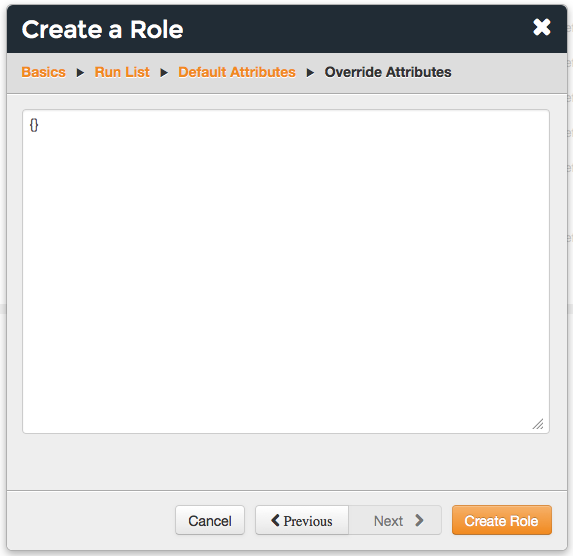 Create a Role
Basics Run List Default Attributes Override Attributes
{}
Cancel Previous Next Create Role